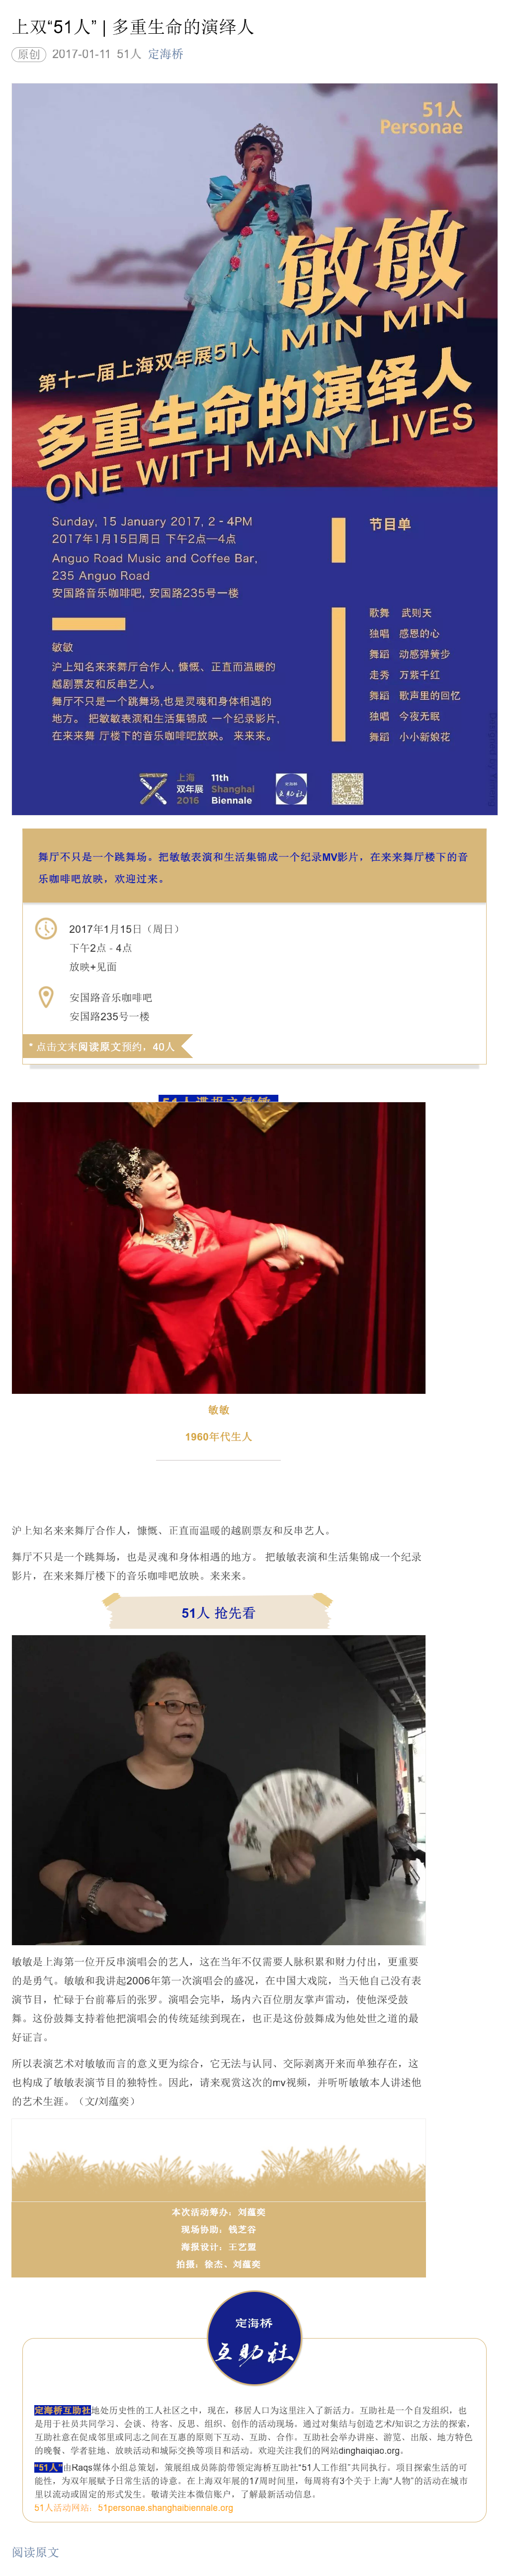 上双“51人” | 多重生命的演绎人
原创 2017-01-11 51人 定海桥
51人
Personae
敏敏
MIN MIN
第十一届上海双年展51人
多重生命的演绎人
ONE WITH MANY LIVES
Sunday, 15 January 2017, 2 - 4PM
2017年1月15日周日 下午2点—4点
Anguo Road Music and Coffee Bar,
235 Anguo Road
安国路音乐咖啡吧, 安国路235号一楼
敏敏
沪上知名来来舞厅合作人, 慷慨、正直而温暖的
越剧票友和反串艺人。
舞厅不只是一个跳舞场,也是灵魂和身体相遇的
地方。 把敏敏表演和生活集锦成 一个纪录影片,
在来来舞 厅楼下的音乐咖啡吧放映。 来来来。
节目单
歌舞 武则天
独唱 感恩的心
舞蹈 动感弹簧步
走秀 万紫千红
舞蹈 歌声里的回忆
独唱 今夜无眠
舞蹈 小小新娘花
上海
双年展
2016
11th
Shanghai
Biennale
定海桥
互助社
舞厅不只是一个跳舞场。把敏敏表演和生活集锦成一个纪录MV影片，在来来舞厅楼下的音
乐咖啡吧放映，欢迎过来。
2017年1月15日（周日）
下午2点 - 4点
放映+见面
安国路音乐咖啡吧
安国路235号一楼
* 点击文末阅读原文预约，40人
51人谍报之敏敏
敏敏
1960年代生人
沪上知名来来舞厅合作人，慷慨、正直而温暖的越剧票友和反串艺人。
舞厅不只是一个跳舞场，也是灵魂和身体相遇的地方。 把敏敏表演和生活集锦成一个纪录
影片，在来来舞厅楼下的音乐咖啡吧放映。来来来。
51人 抢先看
敏敏是上海第一位开反串演唱会的艺人，这在当年不仅需要人脉积累和财力付出，更重要
的是勇气。敏敏和我讲起2006年第一次演唱会的盛况，在中国大戏院，当天他自己没有表
演节目，忙碌于台前幕后的张罗。演唱会完毕，场内六百位朋友掌声雷动，使他深受鼓
舞。这份鼓舞支持着他把演唱会的传统延续到现在，也正是这份鼓舞成为他处世之道的最
好证言。
所以表演艺术对敏敏而言的意义更为综合，它无法与认同、交际剥离开来而单独存在，这
也构成了敏敏表演节目的独特性。因此，请来观赏这次的mv视频，并听听敏敏本人讲述他
的艺术生涯。（文/刘蕴奕）
本次活动筹办：刘蕴奕
现场协助：钱芝谷
海报设计：王艺盟
拍摄：徐杰、刘蕴奕
定海桥
互助社
定海桥互助社地处历史性的工人社区之中，现在，移居人口为这里注入了新活力。互助社是一个自发组织，也
是用于社员共同学习、会谈、待客、反思、组织、创作的活动现场。通过对集结与创造艺术/知识之方法的探索，
互助社意在促成邻里或同志之间在互惠的原则下互动、互助、合作。互助社会举办讲座、游览、出版、地方特色
的晚餐、学者驻地、放映活动和城际交换等项目和活动。欢迎关注我们的网站dinghaiqiao.org。
“51人”由Raqs媒体小组总策划，策展组成员陈韵带领定海桥互助社“51人工作组”共同执行、项目探索生活的可
能性，为双年展赋予日常生活的诗意。在上海双年展的17周时间里，每周将有3个关于上海“人物”的活动在城市
里以流动或固定的形式发生。敬请关注本微信账户，了解最新活动信息。
51人活动网站：51personae.shanghaibiennale.org
阅读原文